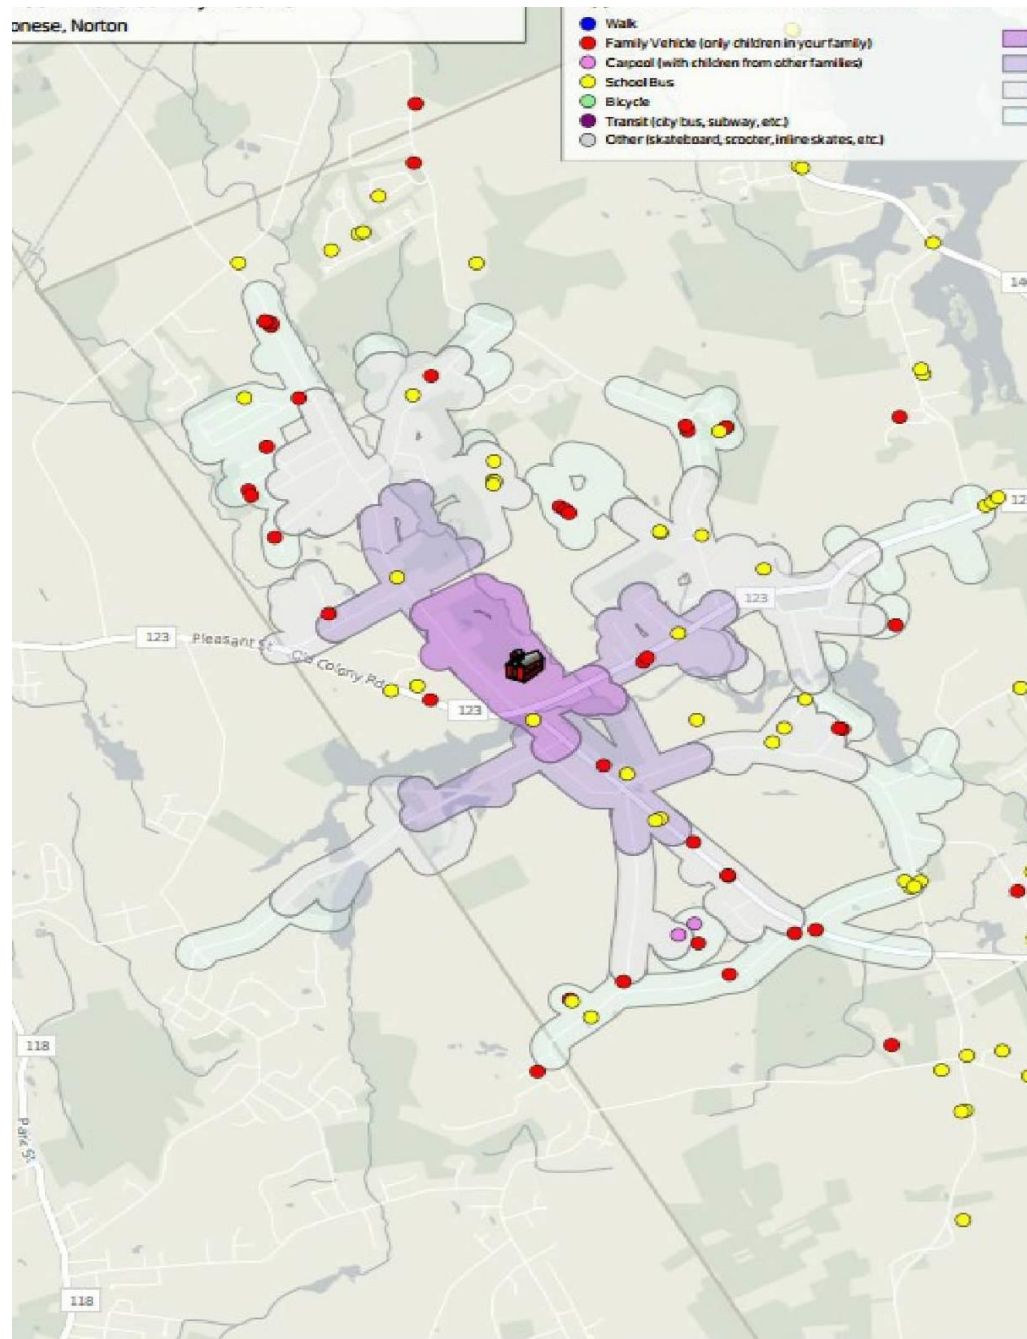 onese, Norton
Walk
Family Vehicle (only children in your family)
Carpool (with children from other families)
School Bus
Bicycle
Transit (city bus, subway, etc.)
Other (skateboard, scooter, inline skates, etc.)
14
123
123
123
Pleasant St
Old Colony Rd
123
118
Park St
118